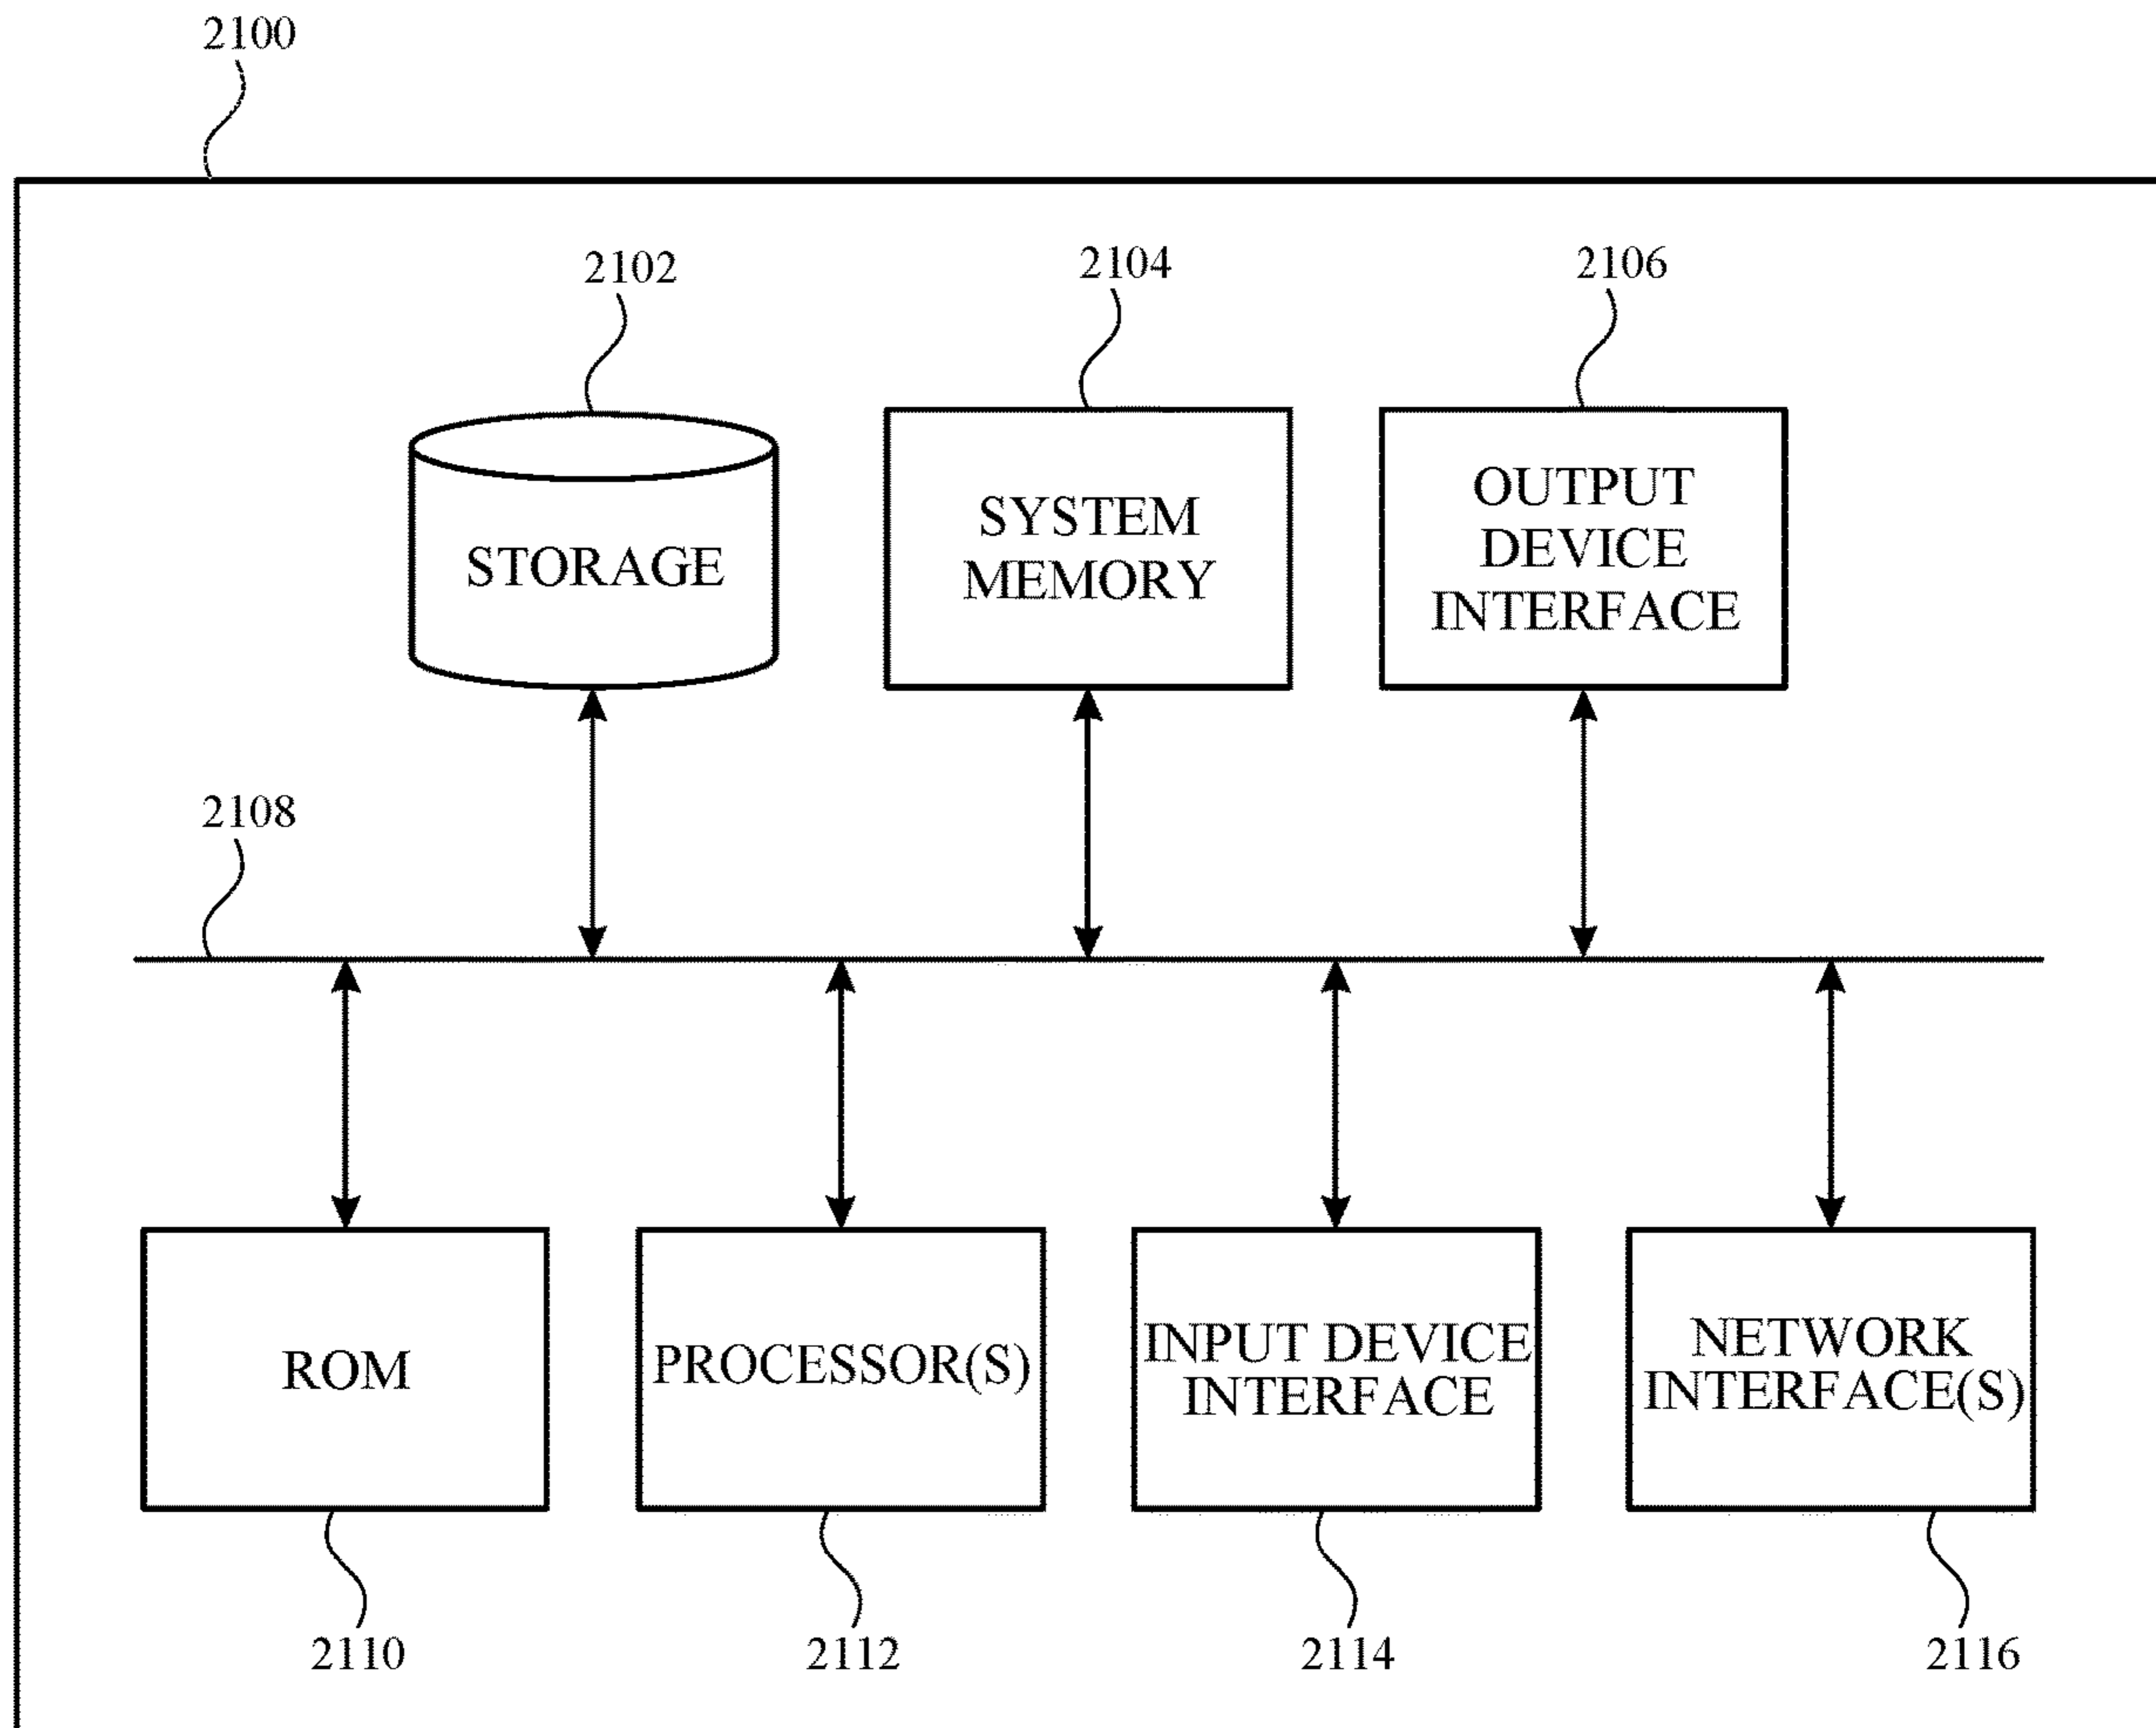 2100
2102
2104
2106
STORAGE
SYSTEM
MEMORY
OUTPUT
DEVICE
INTERFACE
2108
ROM
PROCESSOR(S)
INPUT DEVICE
INTERFACE
NETWORK
INTERFACE(S)
2110
2112
2114
2116